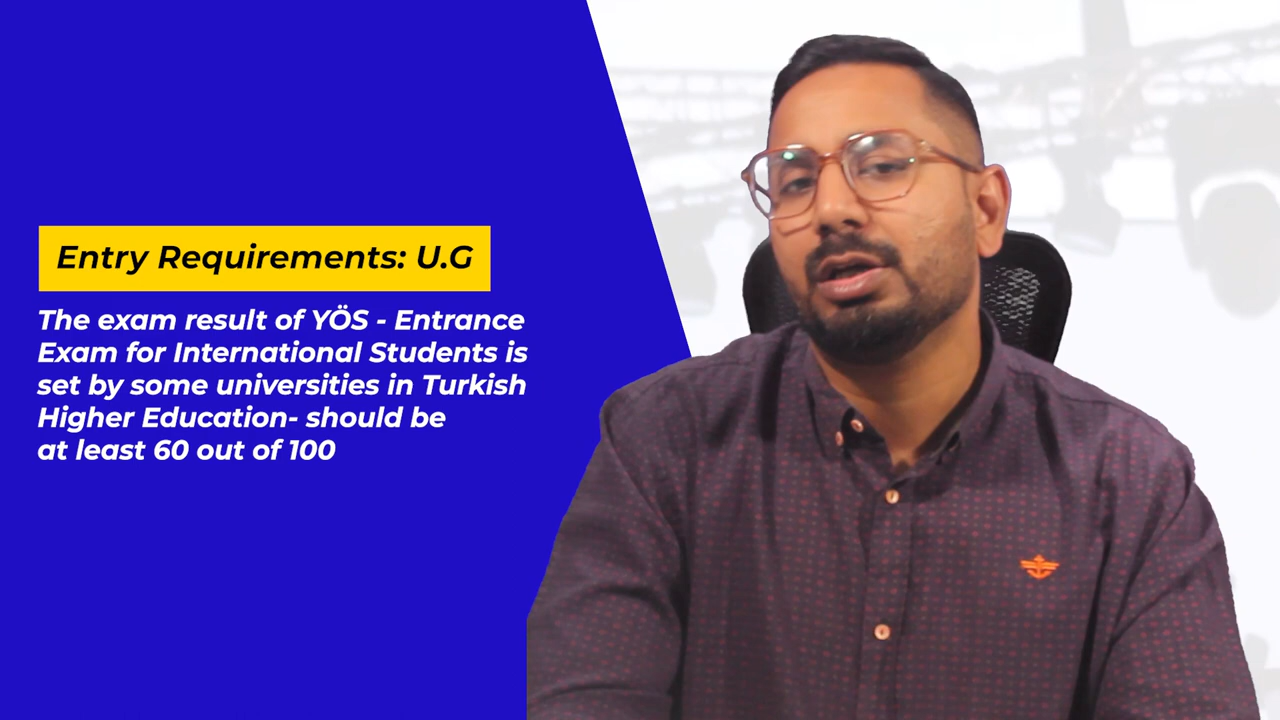 Entry Requirements: U.G
The exam result of YÖS - Entrance
Exam for International Students is
set by some universities in Turkish
Higher Education- should be
at least 60 out of 100